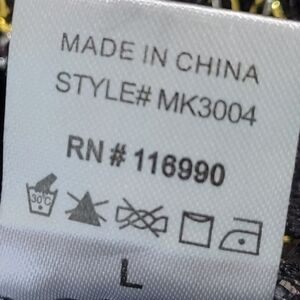 MADE IN CHINA
STYLE# MK3004
RN # 116990
30°C
L